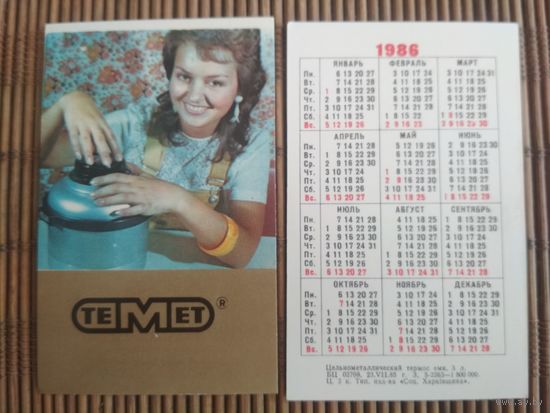 TEMET ®
1986
ЯНВАРЬ ФЕВРАЛЬ МАРТ
Пн. 6 13 20 27 3 10 17 24 3 10 17 24 31
Вт. 7 14 21 28 4 11 18 25 4 11 18 25
Ср. 1 8 15 22 29 5 12 19 26 5 12 19 26
Чт. 2 9 16 23 30 6 13 20 27 6 13 20 27
Пт. 3 10 17 24 31 7 14 21 28 7 14 21 28
Сб. 4 11 18 25 1 8 15 22 1 8 15 22 29
Вс. 5 12 19 26 2 9 16 23 2 9 16 23 30
АПРЕЛЬ МАЙ ИЮНЬ
Пн. 7 14 21 28 5 12 19 26 2 9 16 23 30
Вт. 1 8 15 22 29 6 13 20 27 3 10 17 24
Ср. 2 9 16 23 30 7 14 21 28 4 11 18 25
Чт. 3 10 17 24 1 8 15 22 29 5 12 19 26
Пт. 4 11 18 25 2 9 16 23 30 6 13 20 27
Сб. 5 12 19 26 3 10 17 24 31 7 14 21 28
Вс. 6 13 20 27 4 11 18 25 1 8 15 22 29
ИЮЛЬ АВГУСТ СЕНТЯБРЬ
Пн. 7 14 21 28 4 11 18 25 1 8 15 22 29
Вт. 1 8 15 22 29 5 12 19 26 2 9 16 23 30
Ср. 2 9 16 23 30 6 13 20 27 3 10 17 24
Чт. 3 10 17 24 31 7 14 21 28 4 11 18 25
Пт. 4 11 18 25 1 8 15 22 29 5 12 19 26
Сб. 5 12 19 26 2 9 16 23 30 6 13 20 27
Вс. 6 13 20 27 3 10 17 24 31 7 14 21 28
ОКТЯБРЬ НОЯБРЬ ДЕКАБРЬ
Пн. 6 13 20 27 3 10 17 24 1 8 15 22 29
Вт. 7 14 21 28 4 11 18 25 2 9 16 23 30
Ср. 1 8 15 22 29 5 12 19 26 3 10 17 24 31
Чт. 2 9 16 23 30 6 13 20 27 4 11 18 25
Пт. 3 10 17 24 31 7 14 21 28 5 12 19 26
Сб. 4 11 18 25 1 8 15 22 29 6 13 20 27
Вс. 5 12 19 26 2 9 16 23 30 7 14 21 28
Цельнометаллический термос емк. 3 л.
БЦ 02708. 23.VII.85 г. З. 5-2263—1 800 000.
Ц. 2 к. Тип. изд-ва «Соц. Харківщина».